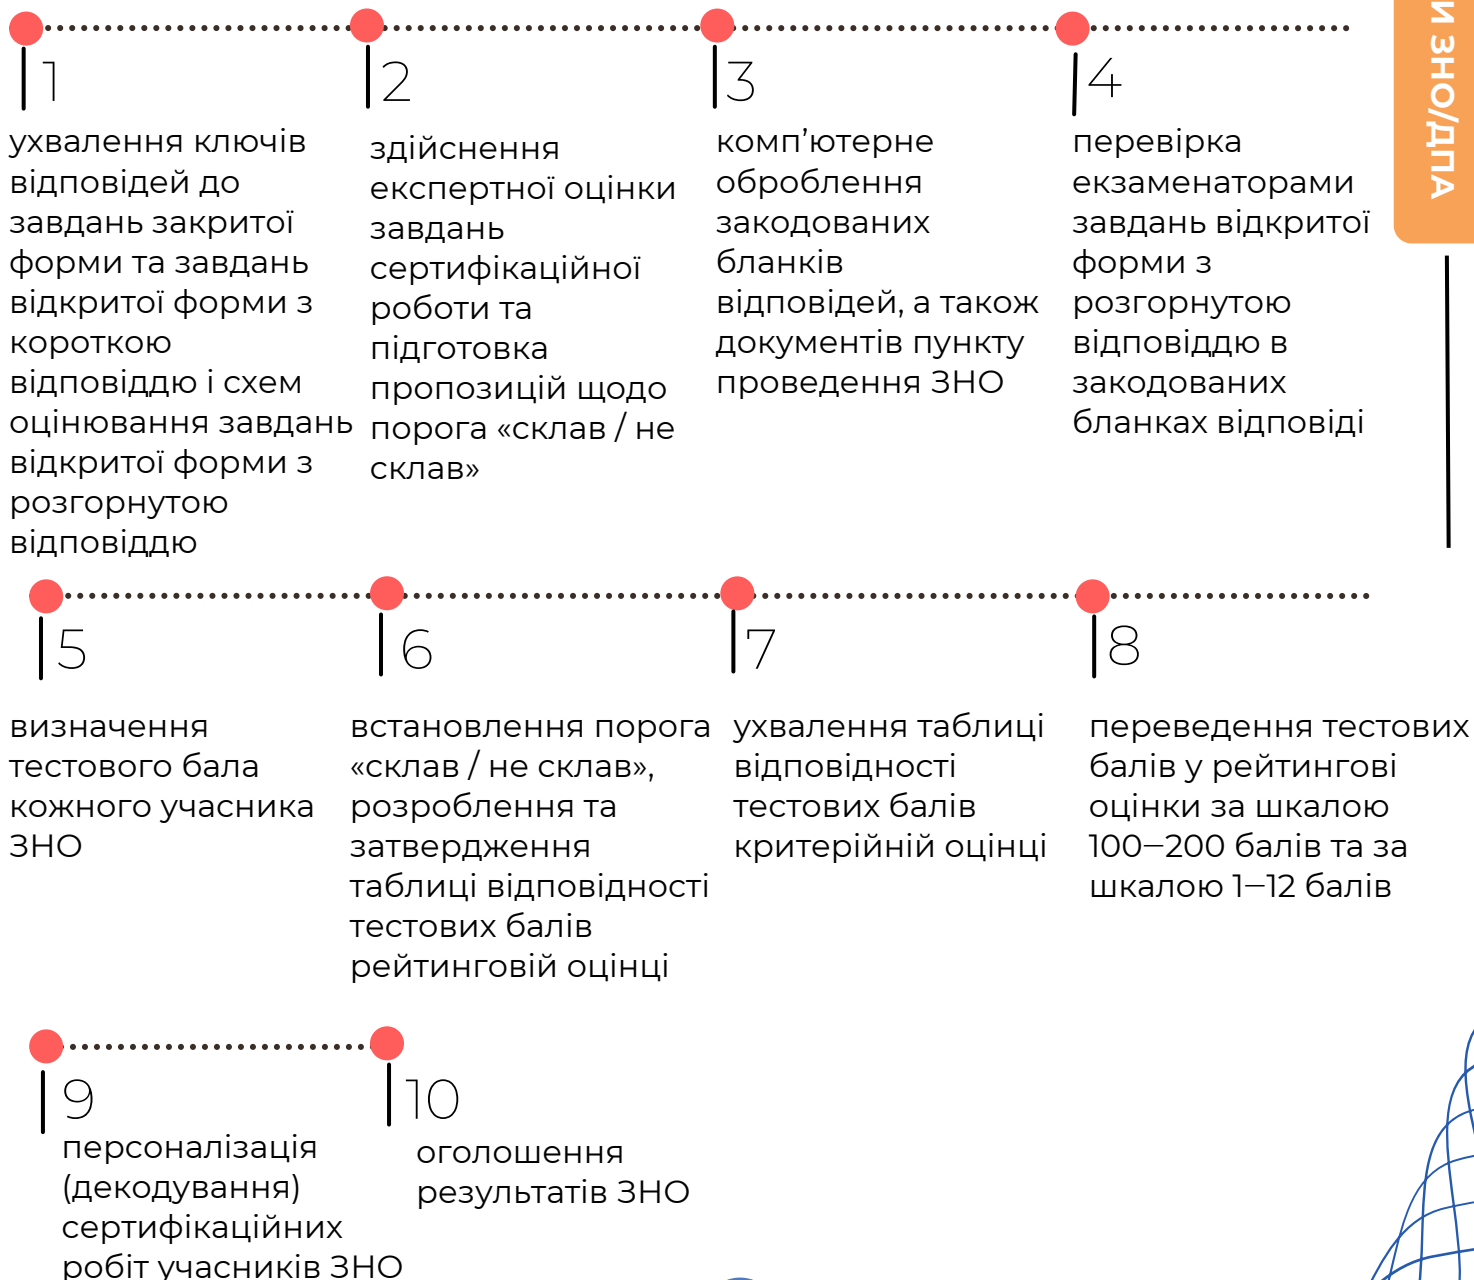 1
ухвалення ключів
відповідей до
завдань закритої
форми та завдань
відкритої форми з
короткою
відповіддю і схем
оцінювання завдань
відкритої форми з
розгорнутою
відповіддю
2
здійснення
експертної оцінки
завдань
сертифікаційної
роботи та
підготовка
пропозицій щодо
порога «склав / не
склав»
3
комп’ютерне
оброблення
закодованих
бланків
відповідей, а також
документів пункту
проведення ЗНО
4
перевірка
екзаменаторами
завдань відкритої
форми з
розгорнутою
відповіддю в
закодованих
бланках відповіді
ЗНО/ДПА
5
визначення
тестового бала
кожного учасника
ЗНО
6
встановлення порога
«склав / не склав»,
розроблення та
затвердження
таблиці відповідності
тестових балів
рейтинговій оцінці
7
ухвалення таблиці
відповідності
тестових балів
критерійній оцінці
8
переведення тестових
балів у рейтингові
оцінки за шкалою
100–200 балів та за
шкалою 1–12 балів
9
персоналізація
(декодування)
сертифікаційних
робіт учасників ЗНО
10
оголошення
результатів ЗНО